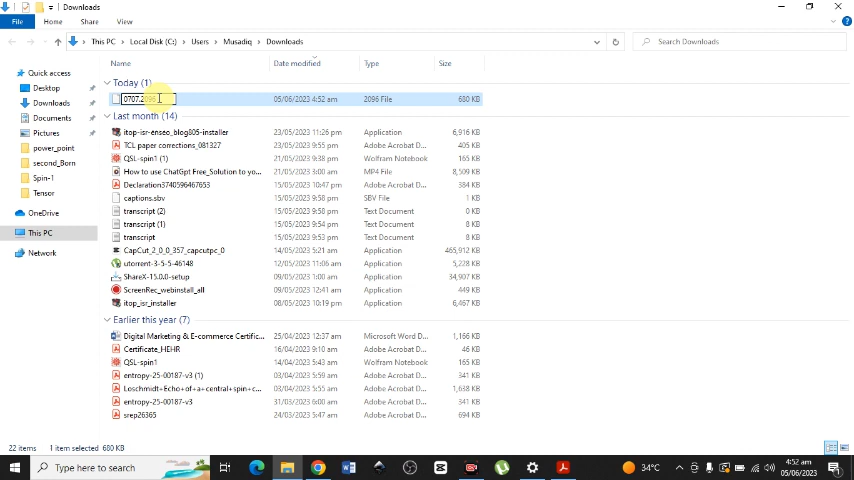 Downloads
File Home Share View
This PC > Local Disk (C:) > Users > Musadiq > Downloads
Search Downloads
Name Date modified Type Size
Quick access
Desktop
Downloads
Documents
Pictures
power_point
second_Born
Spin-1
Tensor
OneDrive
This PC
Network
Today (1)
0707.2096 05/06/2023 4:52 am 2096 File 680 KB
Last month (14)
itop-isr-enseo_blog805-installer 23/05/2023 11:26 pm Application 6,916 KB
TCL paper corrections_081327 23/05/2023 9:55 pm Adobe Acrobat D... 405 KB
QSL-spin1 (1) 21/05/2023 9:38 pm Wolfram Notebook 165 KB
How to use ChatGpt Free_Solution to yo... 21/05/2023 3:00 am MP4 File 8,509 KB
Declaration3740596467653 15/05/2023 10:47 pm Adobe Acrobat D... 384 KB
captions.sbv 15/05/2023 9:58 pm SBV File 1 KB
transcript (2) 15/05/2023 9:58 pm Text Document 0 KB
transcript (1) 15/05/2023 9:54 pm Text Document 8 KB
transcript 15/05/2023 9:53 pm Text Document 8 KB
CapCut_2_0_0_357_capcutpc_0 14/05/2023 5:21 am Application 465,912 KB
utorrent-3-5-5-46148 12/05/2023 11:06 am Application 5,228 KB
ShareX-15.0.0-setup 09/05/2023 1:00 am Application 34,907 KB
ScreenRec_webinstall_all 09/05/2023 12:41 am Application 449 KB
itop_isr_installer 08/05/2023 10:19 pm Application 6,467 KB
Earlier this year (7)
Digital Marketing & E-commerce Certific... 25/04/2023 12:37 am Microsoft Word D... 1,166 KB
Certificate_HEHR 16/04/2023 9:10 am Adobe Acrobat D... 46 KB
QSL-spin1 14/04/2023 5:43 am Wolfram Notebook 165 KB
entropy-25-00187-v3 (1) 03/04/2023 5:59 am Adobe Acrobat D... 341 KB
Loschmidt+Echo+of+a+central+spin+c... 03/04/2023 5:55 am Adobe Acrobat D... 1,638 KB
entropy-25-00187-v3 31/03/2023 6:00 am Adobe Acrobat D... 341 KB
srep26365 24/03/2023 5:47 am Adobe Acrobat D... 694 KB
22 items 1 item selected 680 KB
Type here to search
34°C
4:52 am
05/06/2023